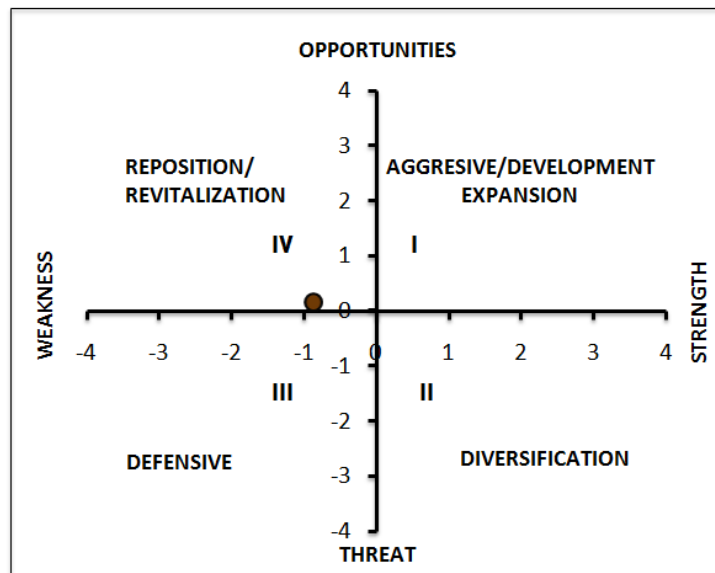 OPPORTUNITIES
4
3
REPOSITION/ AGGRESIVE/DEVELOPMENT
REVITALIZATION EXPANSION
2
IV 1 I
WEAKNESS
0
STRENGTH
-4 -3 -2 -1 0 1 2 3 4
-1
III II
-2
DEFENSIVE DIVERSIFICATION
-3
-4
THREAT